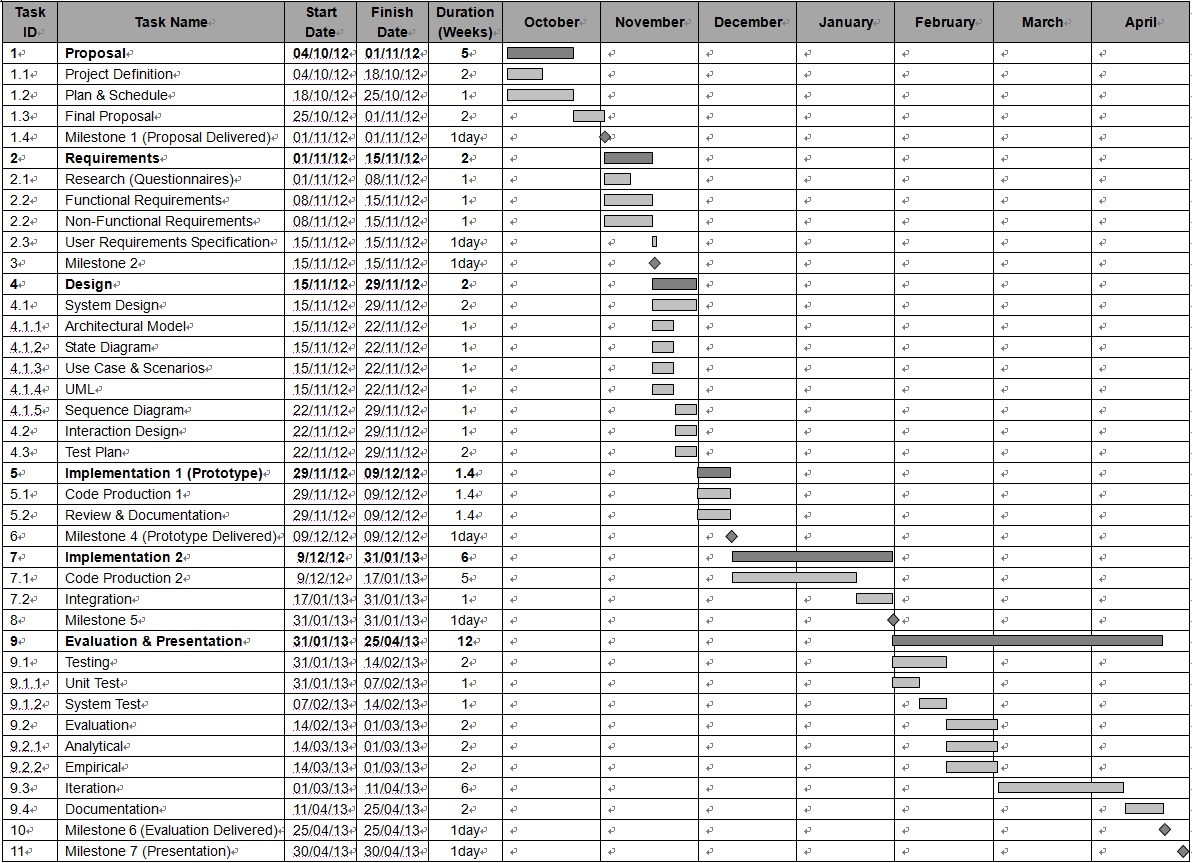 Task ID Task Name Start Date Finish Date Duration (Weeks) October November December January February March April
1 Proposal 04/10/12 01/11/12 5
1.1 Project Definition 04/10/12 18/10/12 2
1.2 Plan & Schedule 18/10/12 25/10/12 1
1.3 Final Proposal 25/10/12 01/11/12 2
1.4 Milestone 1 (Proposal Delivered) 01/11/12 01/11/12 1day
2 Requirements 01/11/12 15/11/12 2
2.1 Research (Questionnaires) 01/11/12 08/11/12 1
2.2 Functional Requirements 08/11/12 15/11/12 1
2.2 Non-Functional Requirements 08/11/12 15/11/12 1
2.3 User Requirements Specification 15/11/12 15/11/12 1day
3 Milestone 2 15/11/12 15/11/12 1day
4 Design 15/11/12 29/11/12 2
4.1 System Design 15/11/12 29/11/12 2
4.1.1 Architectural Model 15/11/12 22/11/12 1
4.1.2 State Diagram 15/11/12 22/11/12 1
4.1.3 Use Case & Scenarios 15/11/12 22/11/12 1
4.1.4 UML 15/11/12 22/11/12 1
4.1.5 Sequence Diagram 22/11/12 29/11/12 1
4.2 Interaction Design 22/11/12 29/11/12 1
4.3 Test Plan 22/11/12 29/11/12 2
5 Implementation 1 (Prototype) 29/11/12 09/12/12 1.4
5.1 Code Production 1 29/11/12 09/12/12 1.4
5.2 Review & Documentation 29/11/12 09/12/12 1.4
6 Milestone 4 (Prototype Delivered) 09/12/12 09/12/12 1day
7 Implementation 2 9/12/12 31/01/13 6
7.1 Code Production 2 9/12/12 17/01/13 5
7.2 Integration 17/01/13 31/01/13 1
8 Milestone 5 31/01/13 31/01/13 1day
9 Evaluation & Presentation 31/01/13 25/04/13 12
9.1 Testing 31/01/13 14/02/13 2
9.1.1 Unit Test 31/01/13 07/02/13 1
9.1.2 System Test 07/02/13 14/02/13 1
9.2 Evaluation 14/02/13 01/03/13 2
9.2.1 Analytical 14/03/13 01/03/13 2
9.2.2 Empirical 14/03/13 01/03/13 2
9.3 Iteration 01/03/13 11/04/13 6
9.4 Documentation 11/04/13 25/04/13 2
10 Milestone 6 (Evaluation Delivered) 25/04/13 25/04/13 1day
11 Milestone 7 (Presentation) 30/04/13 30/04/13 1day